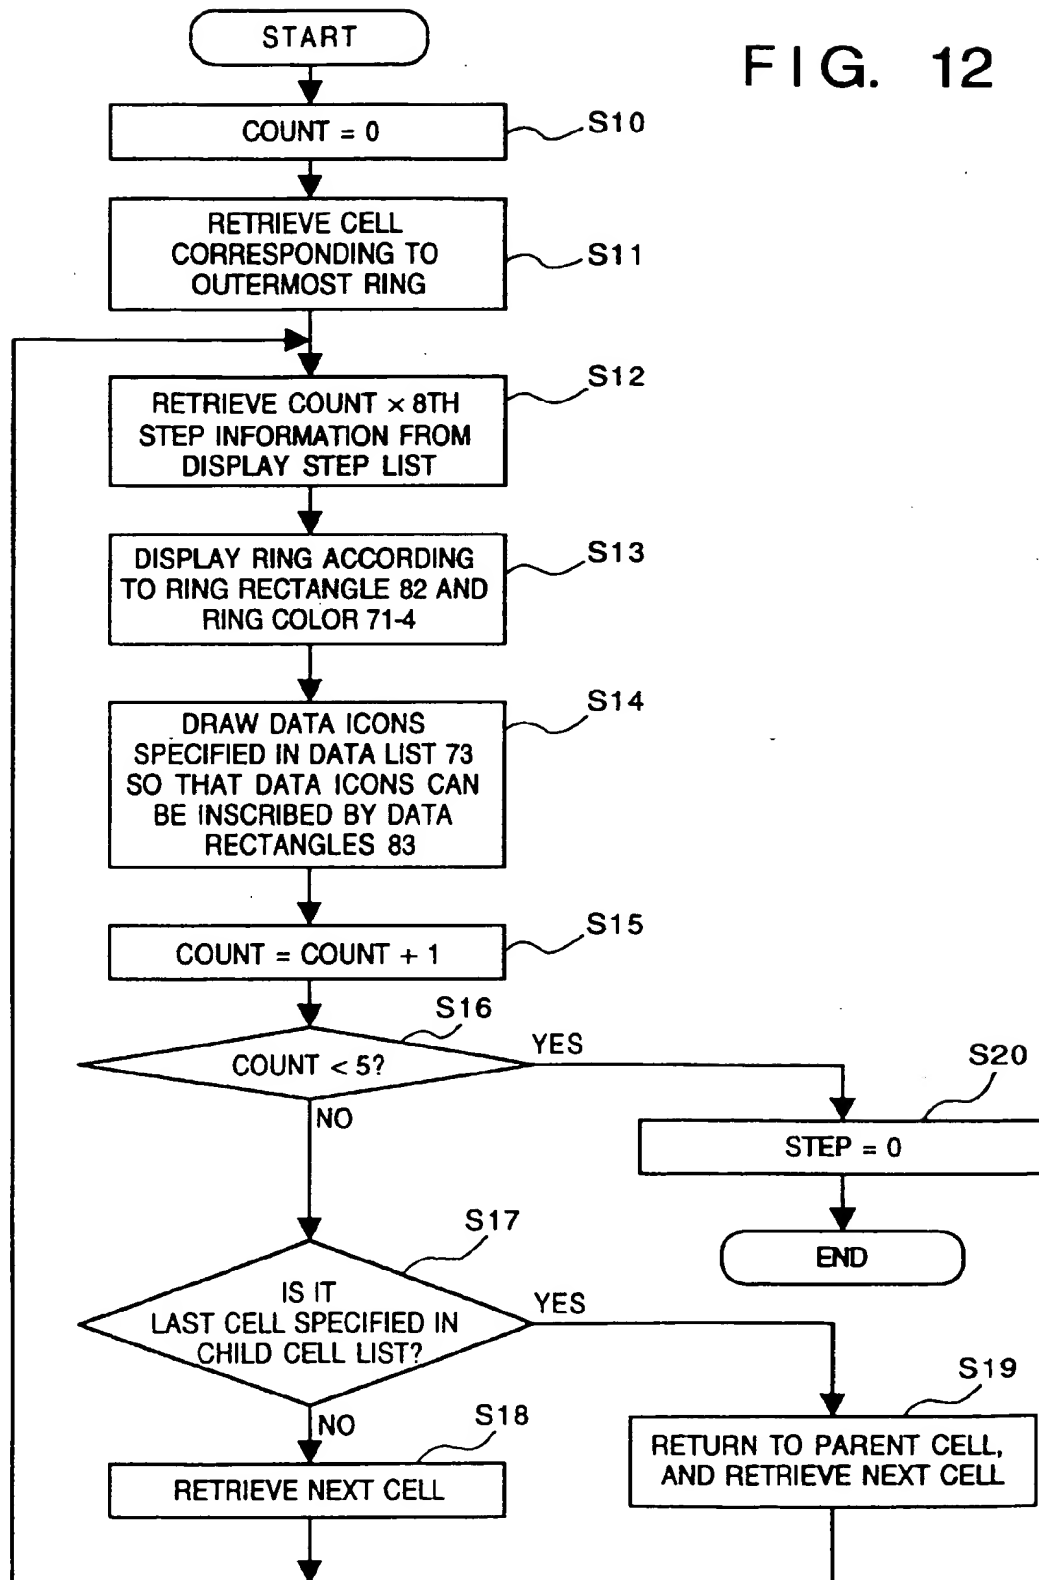 FIG. 12
START
COUNT = 0
S10
RETRIEVE CELL
CORRESPONDING TO
OUTERMOST RING
S11
RETRIEVE COUNT × 8TH
STEP INFORMATION FROM
DISPLAY STEP LIST
S12
DISPLAY RING ACCORDING
TO RING RECTANGLE 82 AND
RING COLOR 71-4
S13
DRAW DATA ICONS
SPECIFIED IN DATA LIST 73
SO THAT DATA ICONS CAN
BE INSCRIBED BY DATA
RECTANGLES 83
S14
COUNT = COUNT + 1
S15
COUNT < 5?
S16
YES
NO
STEP = 0
S20
END
IS IT
LAST CELL SPECIFIED IN
CHILD CELL LIST?
S17
YES
NO
RETRIEVE NEXT CELL
S18
RETURN TO PARENT CELL,
AND RETRIEVE NEXT CELL
S19